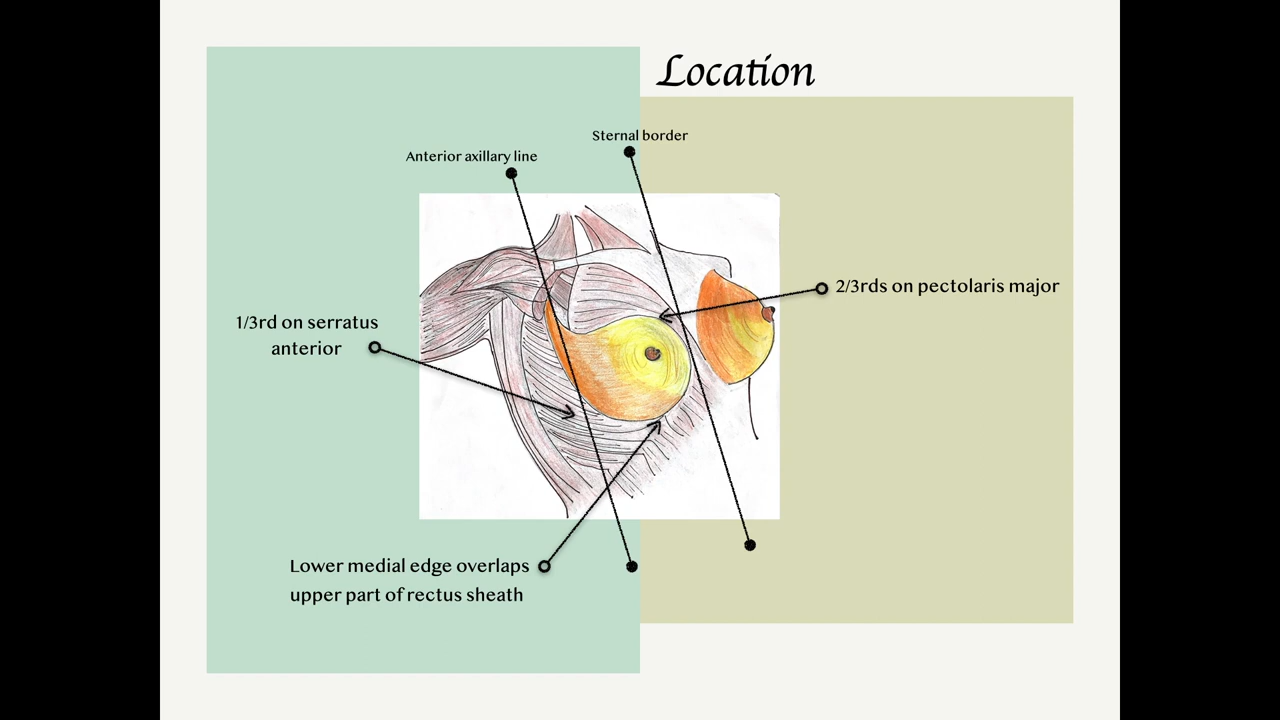 Location
Sternal border
Anterior axillary line
2/3rds on pectolaris major
1/3rd on serratus
anterior
Lower medial edge overlaps
upper part of rectus sheath